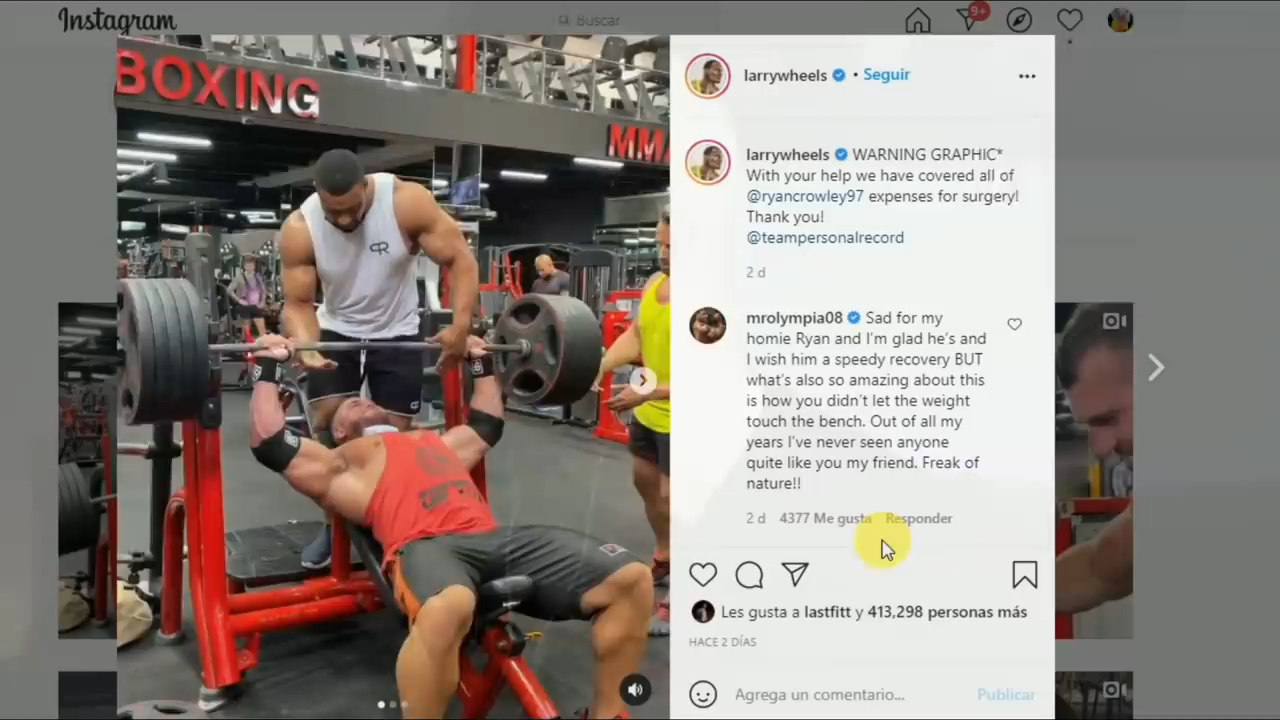 Instagram
Buscar
9+
BOXING
MMA
PR
larrywheels • Seguir
larrywheels WARNING GRAPHIC*
With your help we have covered all of
@ryancrowley97 expenses for surgery!
Thank you!
@teampersonalrecord
2 d
mrolympia08 Sad for my
homie Ryan and I'm glad he's and
I wish him a speedy recovery BUT
what's also so amazing about this
is how you didn't let the weight
touch the bench. Out of all my
years I've never seen anyone
quite like you my friend. Freak of
nature!!
2 d 4377 Me gusta Responder
Les gusta a lastfitt y 413,298 personas más
HACE 2 DÍAS
Agrega un comentario... Publicar